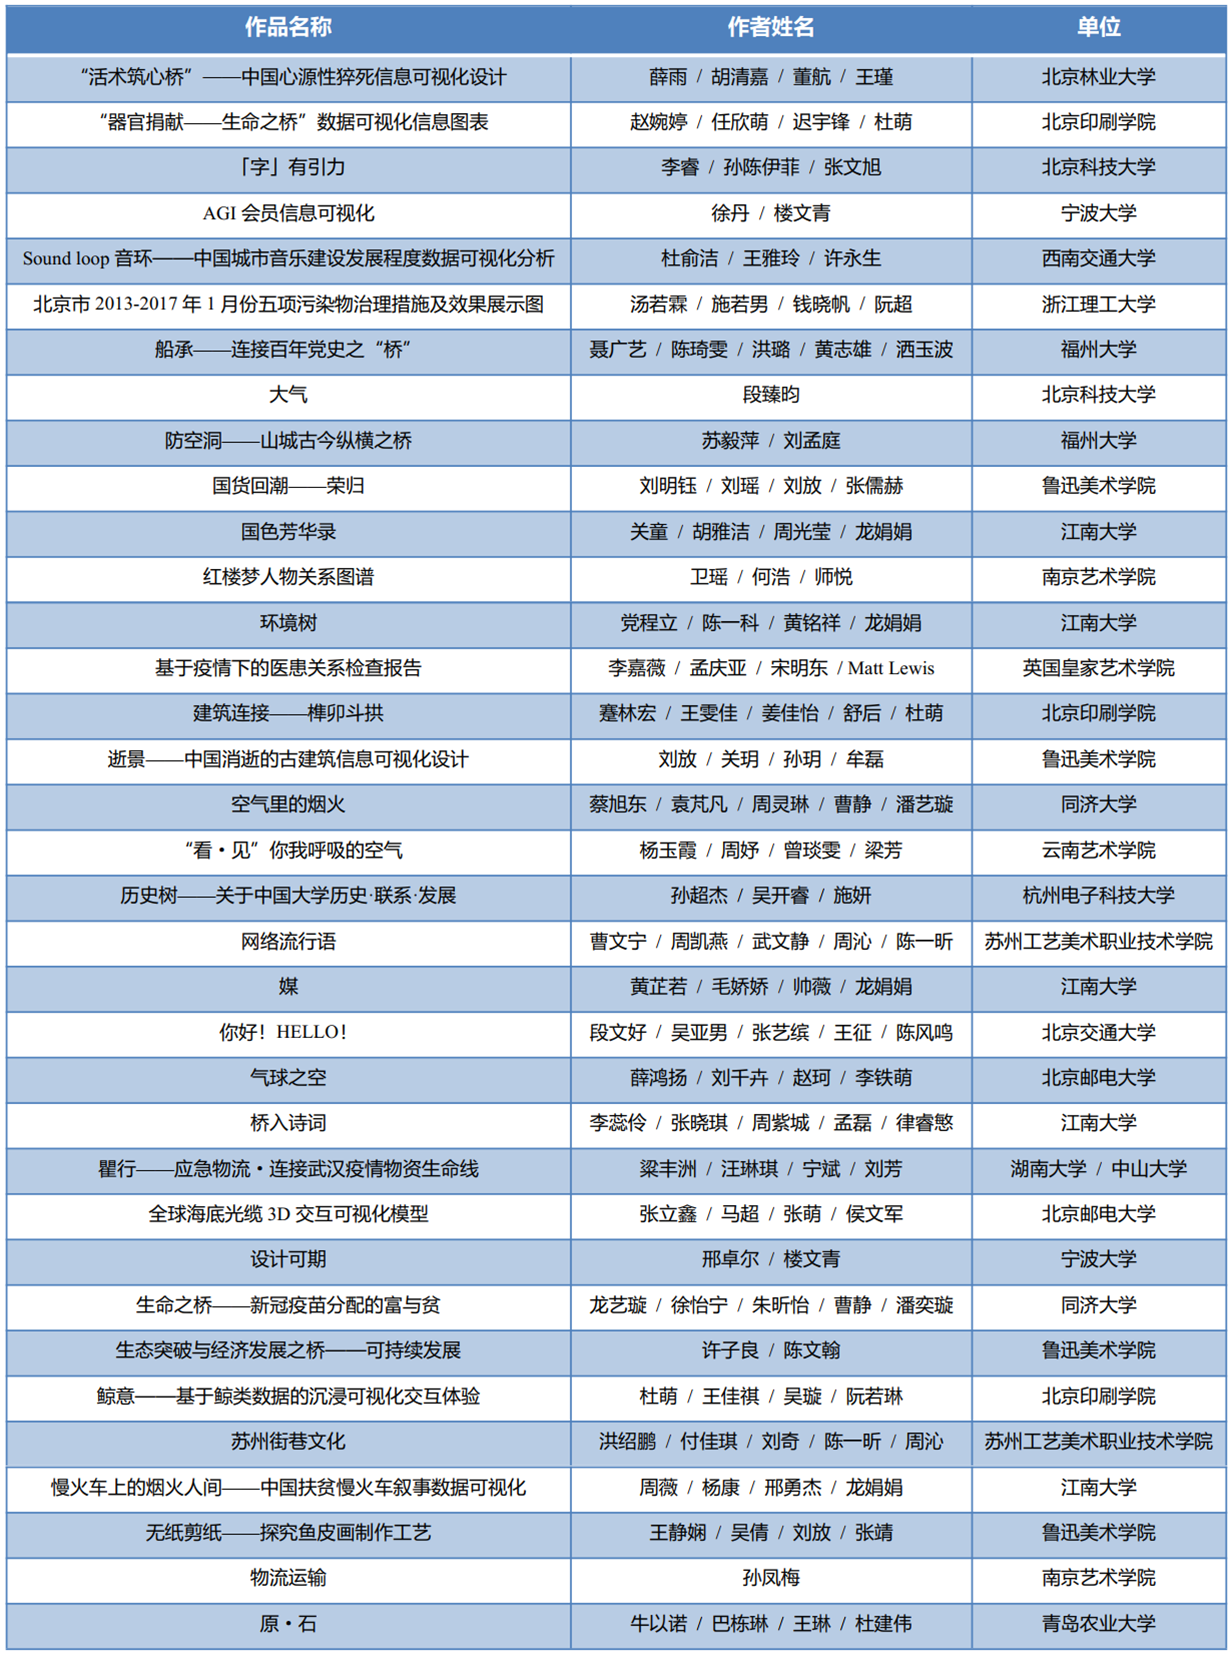 作品名称 作者姓名 单位
“活术筑心桥”——中国心源性猝死信息可视化设计 薛雨 / 胡清嘉 / 董航 / 王瑾 北京林业大学
“器官捐献——生命之桥”数据可视化信息图表 赵婉婷 / 任欣萌 / 迟宇锋 / 杜萌 北京印刷学院
「字」有引力 李睿 / 孙陈伊菲 / 张文旭 北京科技大学
AGI 会员信息可视化 徐丹 / 楼文青 宁波大学
Sound loop 音环——中国城市音乐建设发展程度数据可视化分析 杜俞洁 / 王雅玲 / 许永生 西南交通大学
北京市 2013-2017 年 1 月份五项污染物治理措施及效果展示图 汤若霖 / 施若男 / 钱晓帆 / 阮超 浙江理工大学
船承——连接百年党史之“桥” 聂广艺 / 陈琦雯 / 洪璐 / 黄志雄 / 洒玉波 福州大学
大气 段臻昀 北京科技大学
防空洞——山城古今纵横之桥 苏毅萍 / 刘孟庭 福州大学
国货回潮——荣归 刘明钰 / 刘瑶 / 刘放 / 张儒赫 鲁迅美术学院
国色芳华录 关童 / 胡雅洁 / 周光莹 / 龙娟娟 江南大学
红楼梦人物关系图谱 卫瑶 / 何浩 / 师悦 南京艺术学院
环境树 党程立 / 陈一科 / 黄铭祥 / 龙娟娟 江南大学
基于疫情下的医患关系检查报告 李嘉薇 / 孟庆亚 / 宋明东 / Matt Lewis 英国皇家艺术学院
建筑连接——榫卯斗拱 蹇林宏 / 王雯佳 / 姜佳怡 / 舒后 / 杜萌 北京印刷学院
逝景——中国消逝的古建筑信息可视化设计 刘放 / 关玥 / 孙玥 / 牟磊 鲁迅美术学院
空气里的烟火 蔡旭东 / 袁芃凡 / 周灵琳 / 曹静 / 潘艺璇 同济大学
“看·见”你我呼吸的空气 杨玉霞 / 周妤 / 曾琰雯 / 梁芳 云南艺术学院
历史树——关于中国大学历史·联系·发展 孙超杰 / 吴开睿 / 施妍 杭州电子科技大学
网络流行语 曹文宁 / 周凯燕 / 武文静 / 周沁 / 陈一昕 苏州工艺美术职业技术学院
媒 黄芷若 / 毛娇娇 / 帅薇 / 龙娟娟 江南大学
你好！HELLO！ 段文好 / 吴亚男 / 张艺缤 / 王征 / 陈风鸣 北京交通大学
气球之空 薛鸿扬 / 刘千卉 / 赵珂 / 李铁萌 北京邮电大学
桥入诗词 李蕊伶 / 张晓琪 / 周紫城 / 孟磊 / 律睿慜 江南大学
瞿行——应急物流·连接武汉疫情物资生命线 梁丰洲 / 汪琳琪 / 宁斌 / 刘芳 湖南大学 / 中山大学
全球海底光缆 3D 交互可视化模型 张立鑫 / 马超 / 张萌 / 侯文军 北京邮电大学
设计可期 邢卓尔 / 楼文青 宁波大学
生命之桥——新冠疫苗分配的富与贫 龙艺璇 / 徐怡宁 / 朱昕怡 / 曹静 / 潘奕璇 同济大学
生态突破与经济发展之桥——可持续发展 许子良 / 陈文翰 鲁迅美术学院
鲸意——基于鲸类数据的沉浸可视化交互体验 杜萌 / 王佳祺 / 吴璇 / 阮若琳 北京印刷学院
苏州街巷文化 洪绍鹏 / 付佳琪 / 刘奇 / 陈一昕 / 周沁 苏州工艺美术职业技术学院
慢火车上的烟火人间——中国扶贫慢火车叙事数据可视化 周薇 / 杨康 / 邢勇杰 / 龙娟娟 江南大学
无纸剪纸——探究鱼皮画制作工艺 王静娴 / 吴倩 / 刘放 / 张靖 鲁迅美术学院
物流运输 孙凤梅 南京艺术学院
原·石 牛以诺 / 巴栋琳 / 王琳 / 杜建伟 青岛农业大学